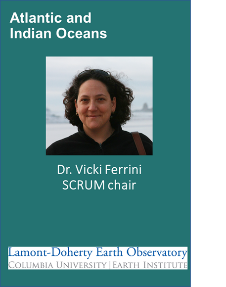 Atlantic and
Indian Oceans
Dr. Vicki Ferrini
SCRUM chair
Lamont-Doherty Earth Observatory
Columbia University | Earth Institute